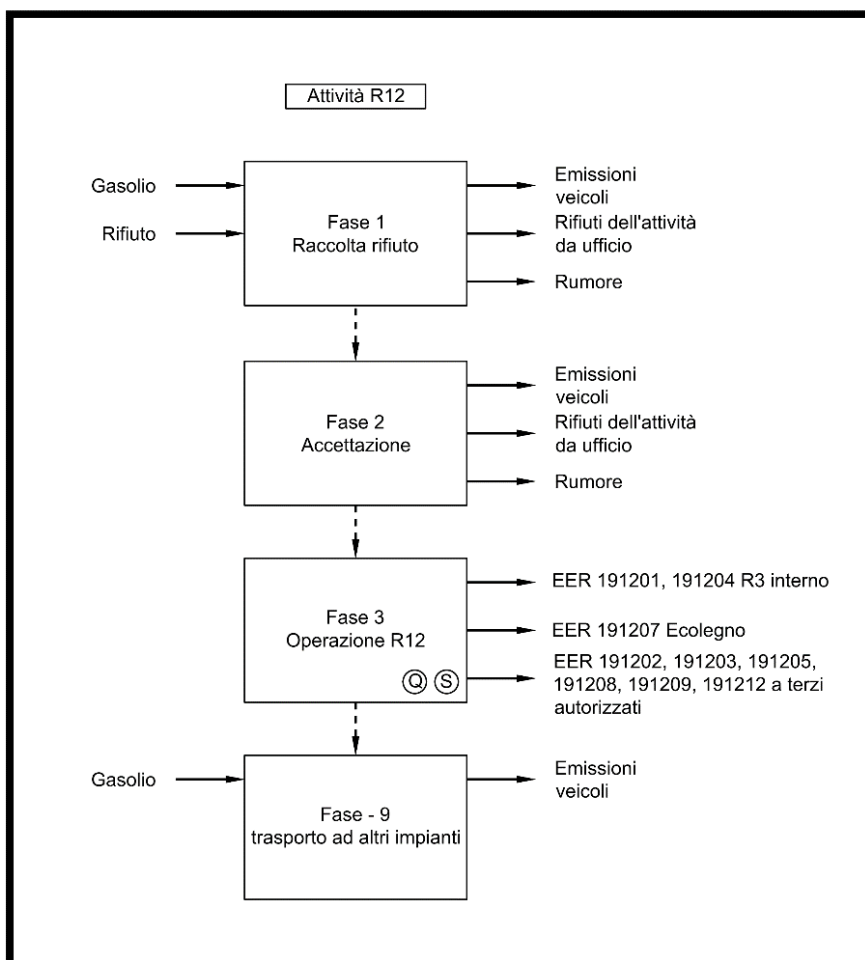 Attività R12
Gasolio
Rifiuto
Fase 1
Raccolta rifiuto
Emissioni
veicoli
Rifiuti dell'attività
da ufficio
Rumore
Fase 2
Accettazione
Emissioni
veicoli
Rifiuti dell'attività
da ufficio
Rumore
Fase 3
Operazione R12
Q S
EER 191201, 191204 R3 interno
EER 191207 Ecolegno
EER 191202, 191203, 191205,
191208, 191209, 191212 a terzi
autorizzati
Gasolio
Fase - 9
trasporto ad altri impianti
Emissioni
veicoli